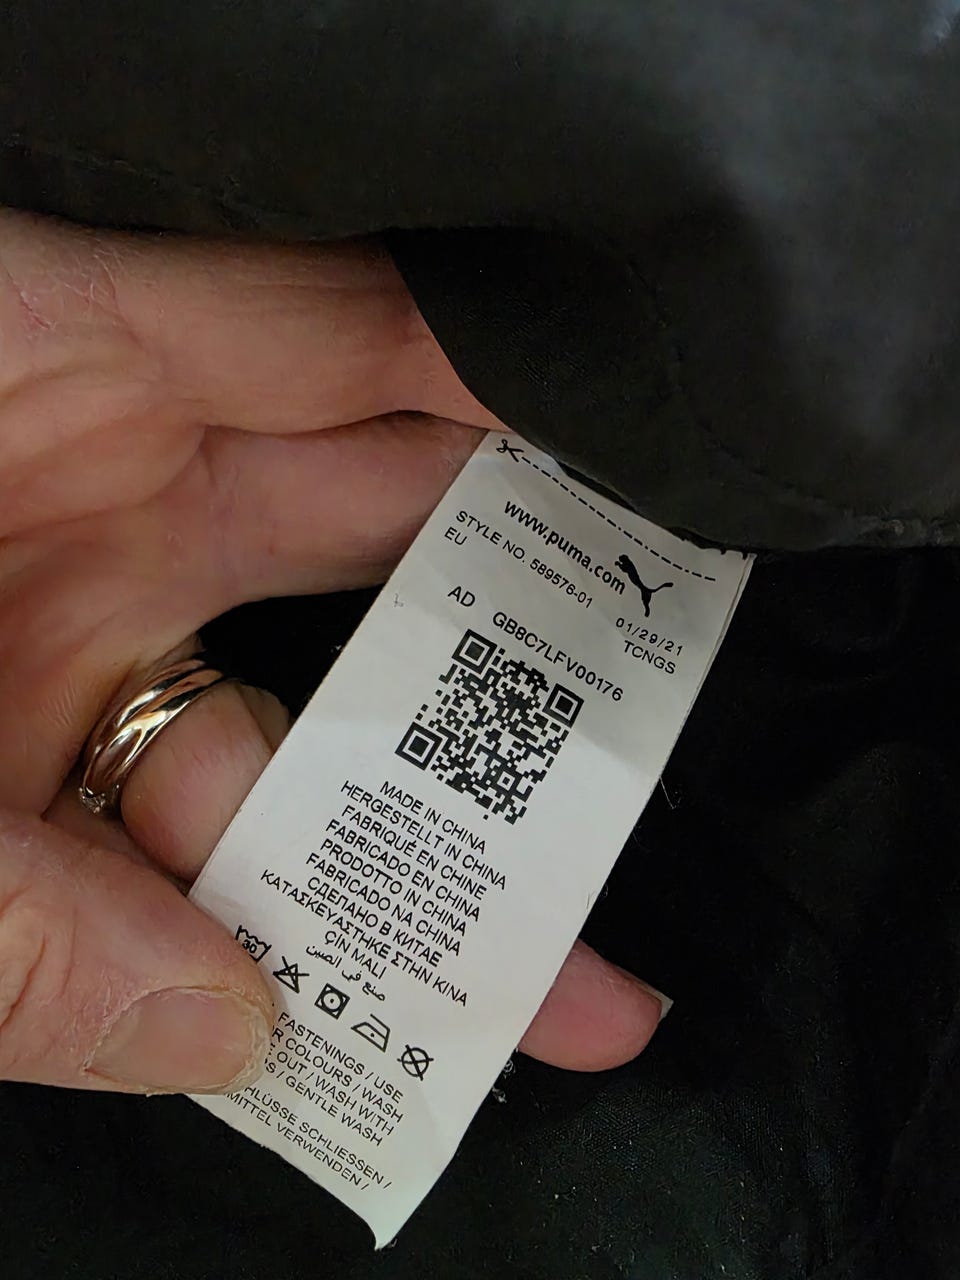 www.puma.com
STYLE NO. 589576-01
EU
01/29/21
TCNGS
AD GB8C7LFV00176
MADE IN CHINA
HERGESTELLT IN CHINA
FABRIQUÉ EN CHINE
FABRICADO EN CHINA
PRODOTTO IN CHINA
FABRICADO NA CHINA
СДЕЛАНО В КИТАЕ
ΚΑΤΑΣΚΕΥΑΣΤΗΚΕ ΣΤΗΝ ΚΙΝΑ
ÇİN MALI
صنع في الصين
30
FASTENINGS / USE
COLOURS / WASH
OUT / WASH WITH
/ GENTLE WASH
SCHLIESSEN /
VERWENDEN /